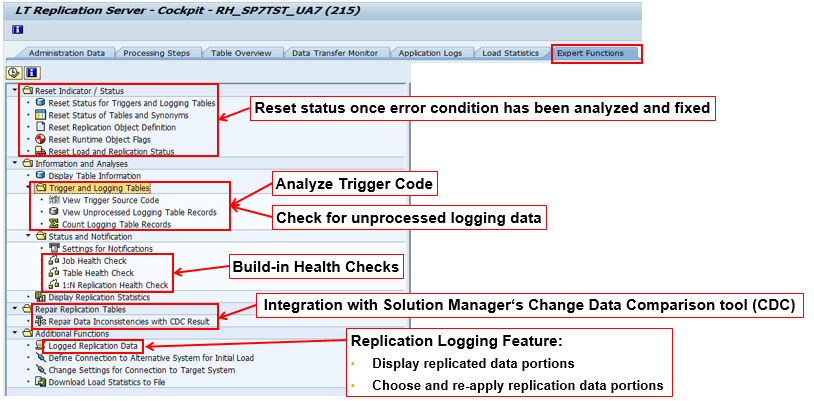 LT Replication Server - Cockpit - RH_SP7TST_UA7 (215)
Administration Data
Processing Steps
Table Overview
Data Transfer Monitor
Application Logs
Load Statistics
Expert Functions
Reset Indicator / Status
Reset Status for Triggers and Logging Tables
Reset Status of Tables and Synonyms
Reset Replication Object Definition
Reset Runtime Object Flags
Reset Load and Replication Status
Reset status once error condition has been analyzed and fixed
Information and Analyses
Display Table Information
Trigger and Logging Tables
View Trigger Source Code
View Unprocessed Logging Table Records
Count Logging Table Records
Analyze Trigger Code
Check for unprocessed logging data
Status and Notification
Settings for Notifications
Job Health Check
Table Health Check
1:N Replication Health Check
Build-in Health Checks
Display Replication Statistics
Repair Replication Tables
Repair Data Inconsistencies with CDC Result
Integration with Solution Manager‘s Change Data Comparison tool (CDC)
Additional Functions
Logged Replication Data
Define Connection to Alternative System for Initial Load
Change Settings for Connection to Target System
Download Load Statistics to File
Replication Logging Feature:
• Display replicated data portions
• Choose and re-apply replication data portions